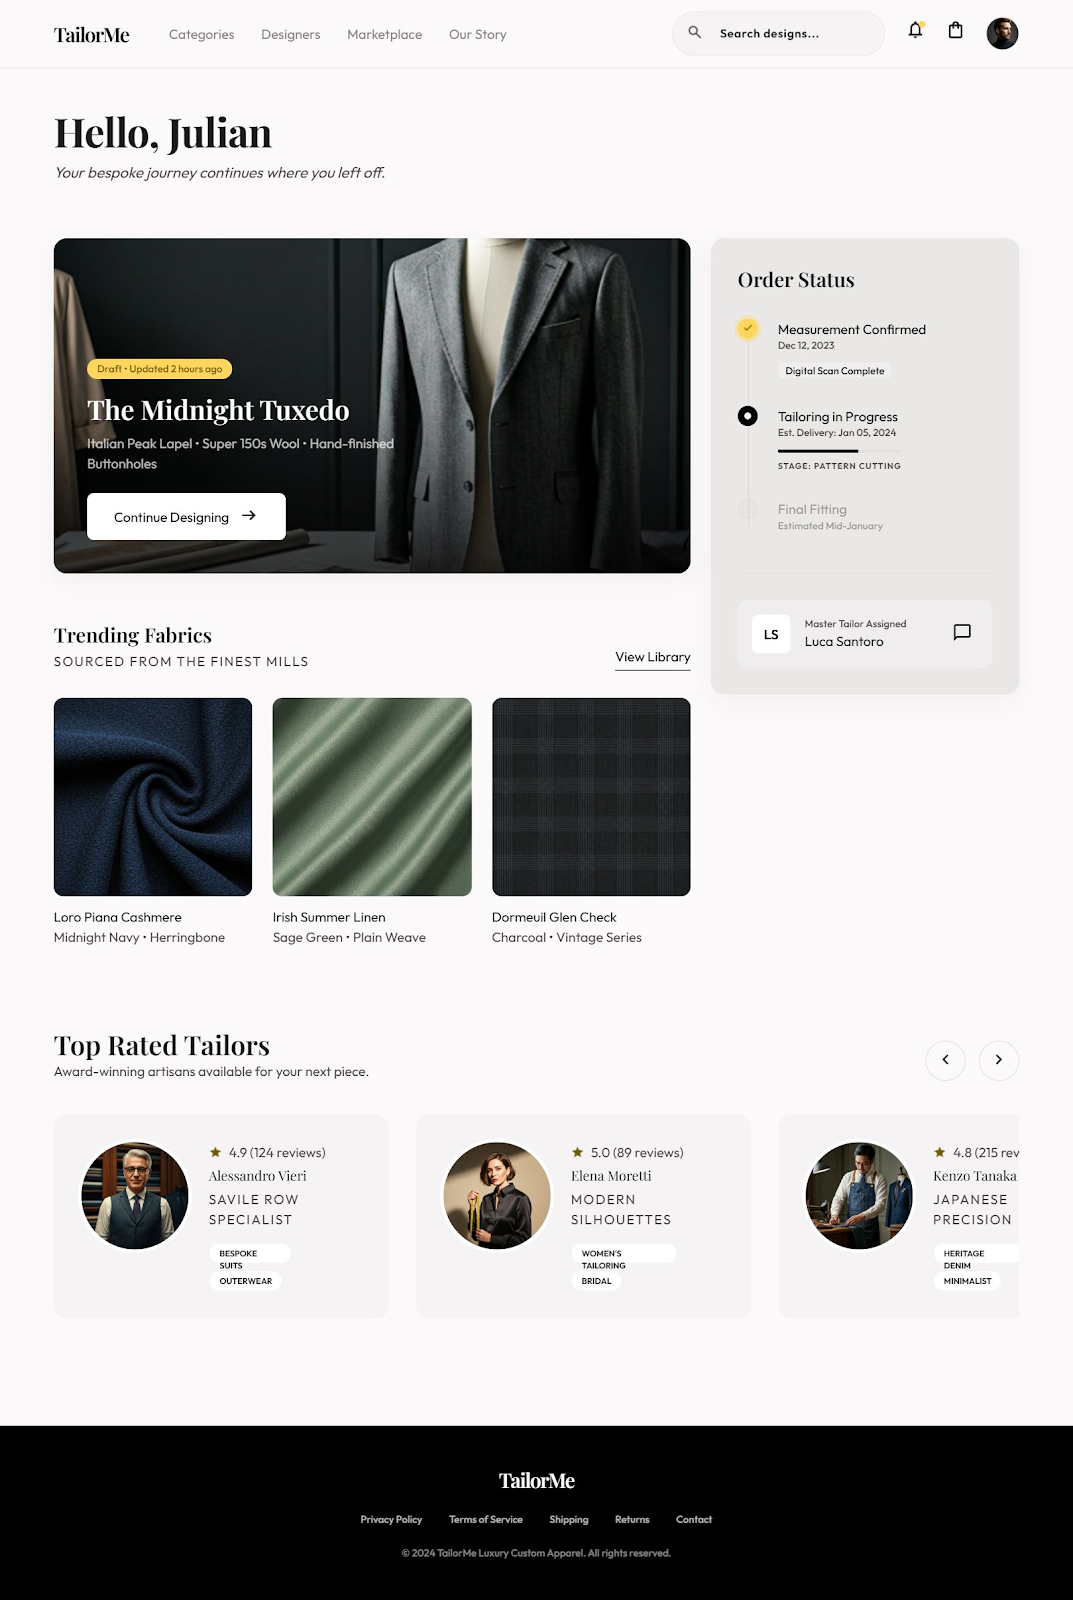 TailorMe
Categories
Designers
Marketplace
Our Story
Search designs...
Hello, Julian
Your bespoke journey continues where you left off.
Draft • Updated 2 hours ago
The Midnight Tuxedo
Italian Peak Lapel • Super 150s Wool • Hand-finished
Buttonholes
Continue Designing
Order Status
Measurement Confirmed
Dec 12, 2023
Digital Scan Complete
Tailoring in Progress
Est. Delivery: Jan 05, 2024
STAGE: PATTERN CUTTING
Final Fitting
Estimated Mid-January
LS
Master Tailor Assigned
Luca Santoro
Trending Fabrics
SOURCED FROM THE FINEST MILLS
View Library
Loro Piana Cashmere
Midnight Navy • Herringbone
Irish Summer Linen
Sage Green • Plain Weave
Dormeuil Glen Check
Charcoal • Vintage Series
Top Rated Tailors
Award-winning artisans available for your next piece.
4.9 (124 reviews)
Alessandro Vieri
SAVILE ROW
SPECIALIST
BESPOKE
SUITS
OUTERWEAR
5.0 (89 reviews)
Elena Moretti
MODERN
SILHOUETTES
WOMEN'S
TAILORING
BRIDAL
4.8 (215 rev
Kenzo Tanaka
JAPANESE
PRECISION
HERITAGE
DENIM
MINIMALIST
TailorMe
Privacy Policy
Terms of Service
Shipping
Returns
Contact
© 2024 TailorMe Luxury Custom Apparel. All rights reserved.